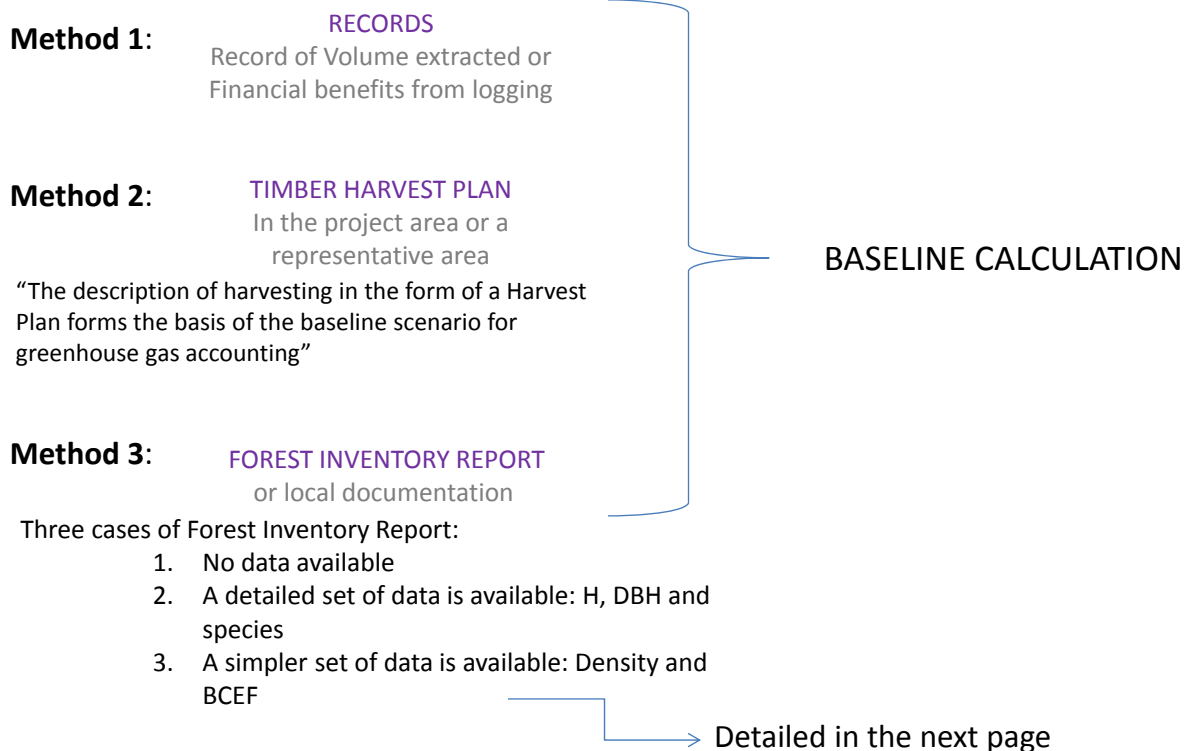 Method 1:
RECORDS
Record of Volume extracted or
Financial benefits from logging
Method 2:
TIMBER HARVEST PLAN
In the project area or a
representative area
“The description of harvesting in the form of a Harvest
Plan forms the basis of the baseline scenario for
greenhouse gas accounting”
BASELINE CALCULATION
Method 3:
FOREST INVENTORY REPORT
or local documentation
Three cases of Forest Inventory Report:
1. No data available
2. A detailed set of data is available: H, DBH and
species
3. A simpler set of data is available: Density and
BCEF
Detailed in the next page